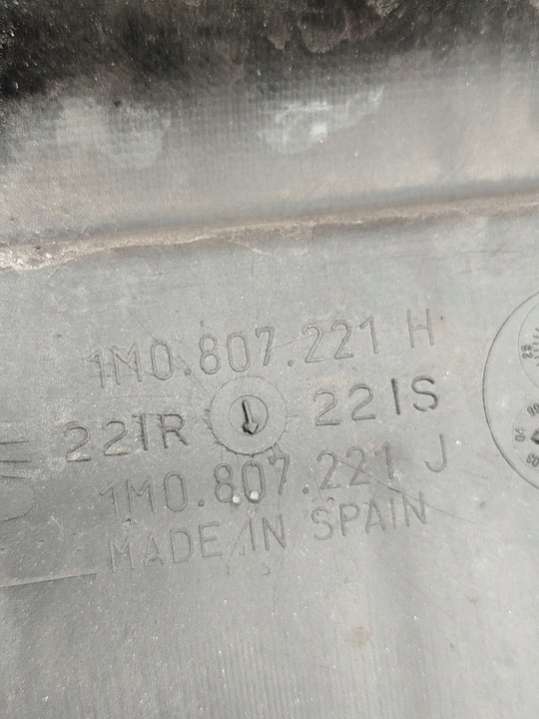 1M0.807.221 H
221R 221S
1M0.807.221 J
MADE IN SPAIN